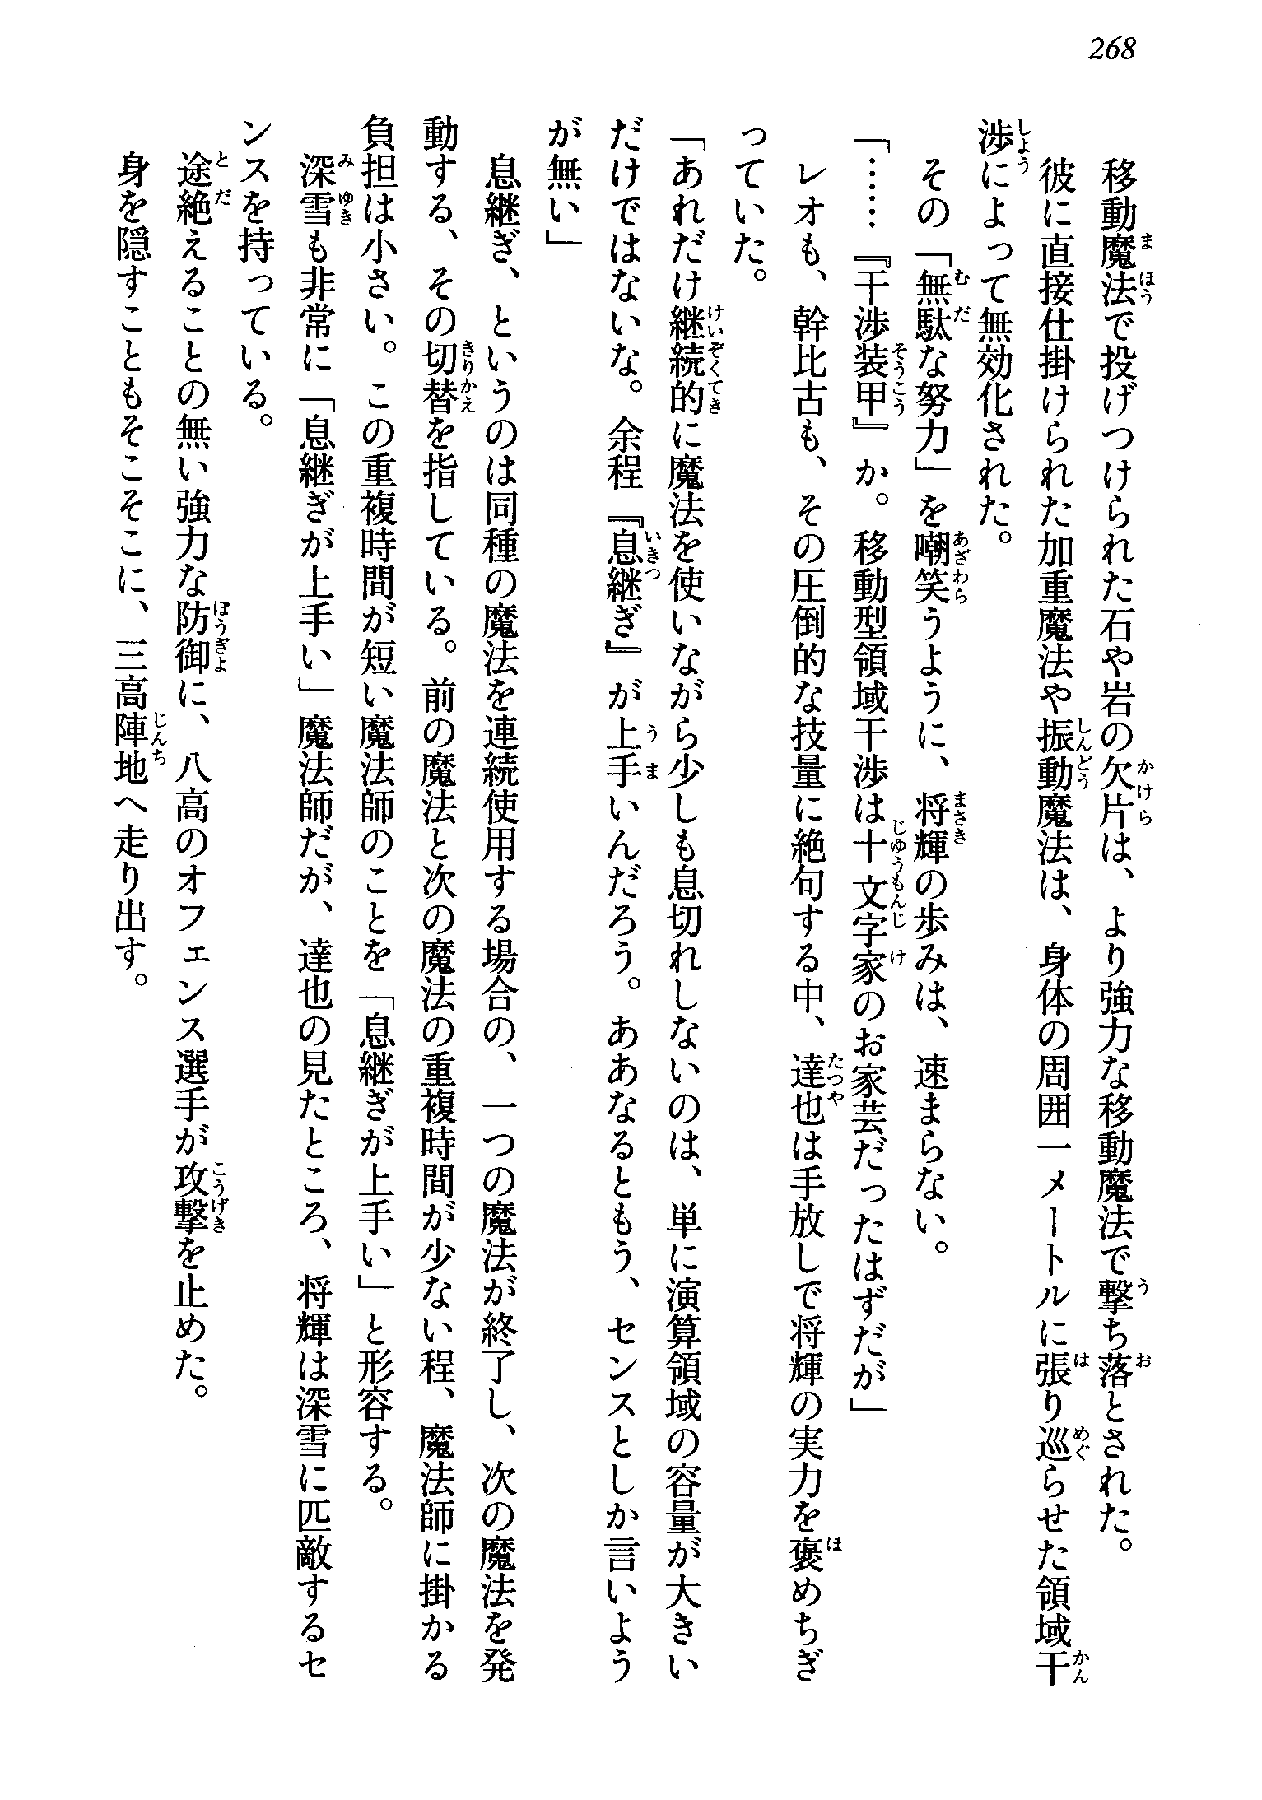 268
移動魔法で投げつけられた石や岩の欠片は、より強力な移動魔法で撃ち落とされた。
彼に直接仕掛けられた加重魔法や振動魔法は、身体の周囲一メートルに張り巡らせた領域干
渉によって無効化された。
その「無駄な努力」を嘲笑うように、将輝の歩みは、速まらない。
「……『干渉装甲』か。移動型領域干渉は十文字家のお家芸だったはずだが」
レオも、幹比古も、その圧倒的な技量に絶句する中、達也は手放しで将輝の実力を褒めちぎ
っていた。
「あれだけ継続的に魔法を使いながら少しも息切れしないのは、単に演算領域の容量が大きい
だけではないな。余程『息継ぎ』が上手いんだろう。ああなるともう、センスとしか言いよう
が無い」
息継ぎ、というのは同種の魔法を連続使用する場合の、一つの魔法が終了し、次の魔法を発
動する、その切替を指している。前の魔法と次の魔法の重複時間が少ない程、魔法師に掛かる
負担は小さい。この重複時間が短い魔法師のことを「息継ぎが上手い」と形容する。
深雪も非常に「息継ぎが上手い」魔法師だが、達也の見たところ、将輝は深雪に匹敵するセ
ンスを持っている。
途絶えることの無い強力な防御に、八高のオフェンス選手が攻撃を止めた。
身を隠すこともそこそこに、三高陣地へ走り出す。